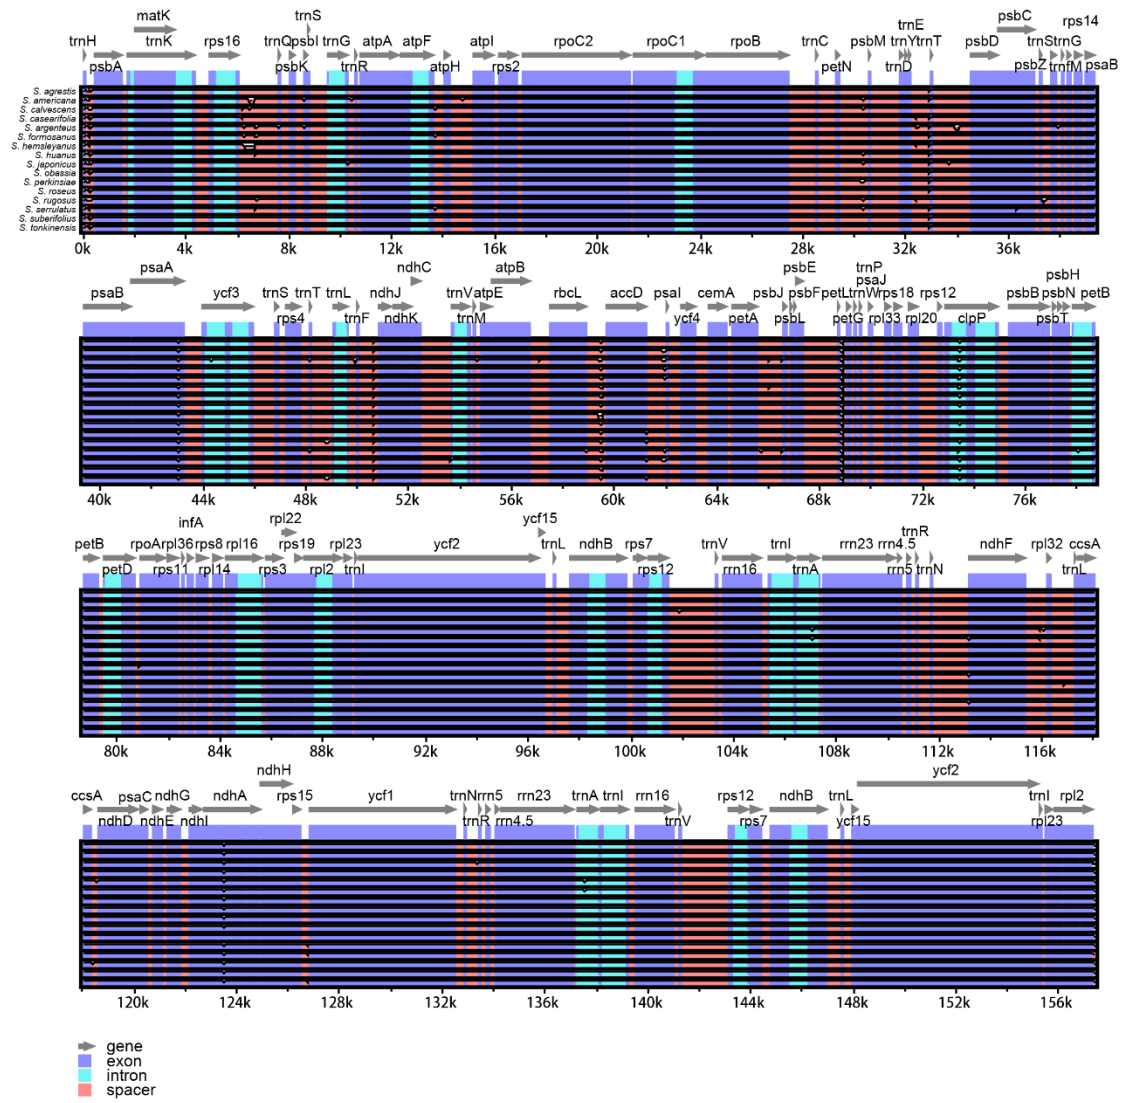 matK trnS psbC
trnH trnK rps16 trnQ psbI trnG atpA atpF atpI rpoC2 rpoC1 rpoB trnC psbM trnE trnY trnT psbD trnS trnG rps14
psbA psbK trnR atpH rps2 petN trnD psbZ trnfM psaB
S. agrestis
S. americana
S. calvescens
S. casearifolia
S. argenteus
S. formosanus
S. hemsleyanus
S. huanus
S. japonicus
S. obassia
S. perkinsiae
S. roseus
S. rugosus
S. serrulatus
S. suberifolius
S. tonkinensis
0k 4k 8k 12k 16k 20k 24k 28k 32k 36k
psaA ndhC atpB psbE trnP psaJ psbH
psaB ycf3 trnS trnT trnL ndhJ trnV atpE rbcL accD psaI cemA psbJ psbF petL trnW rps18 rps12 clpP psbB psbN petB
rps4 trnF ndhK trnM ycf4 petA psbL petG rpl33 rpl20 psbT
40k 44k 48k 52k 56k 60k 64k 68k 72k 76k
infA rpl22 ycf15 trnR
petB rpoA rpl36 rps8 rpl16 rps19 rpl23 ycf2 trnL ndhB rps7 trnV trnI rrn23 rrn4.5 ndhF rpl32 ccsA
petD rps11 rpl14 rps3 rpl2 trnI rps12 rrn16 trnA rrn5 trnN trnL
80k 84k 88k 92k 96k 100k 104k 108k 112k 116k
ndhH ycf2
ccsA psaC ndhG ndhA rps15 ycf1 trnN rrn5 rrn23 trnA trnI rrn16 rps12 ndhB trnL trnI rpl2
ndhD ndhE ndhI trnR rrn4.5 trnV rps7 ycf15 rpl23
120k 124k 128k 132k 136k 140k 144k 148k 152k 156k
gene
exon
intron
spacer